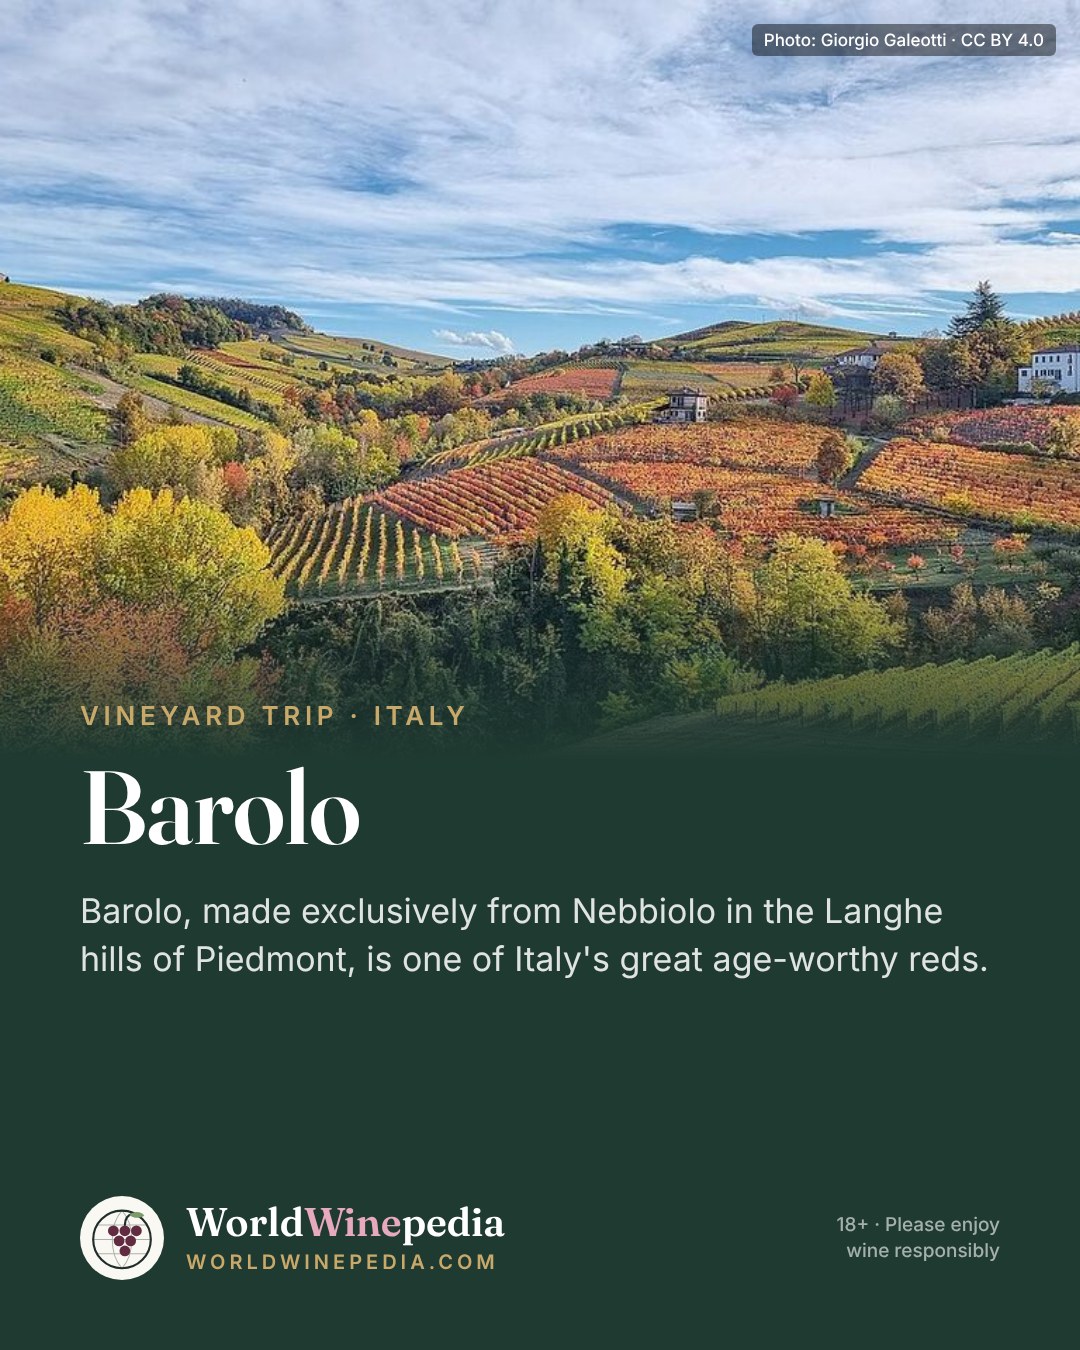 Photo: Giorgio Galeotti · CC BY 4.0
VINEYARD TRIP · ITALY
Barolo
Barolo, made exclusively from Nebbiolo in the Langhe
hills of Piedmont, is one of Italy's great age-worthy reds.
WorldWinepedia
WORLDWINEPEDIA.COM
18+ · Please enjoy
wine responsibly